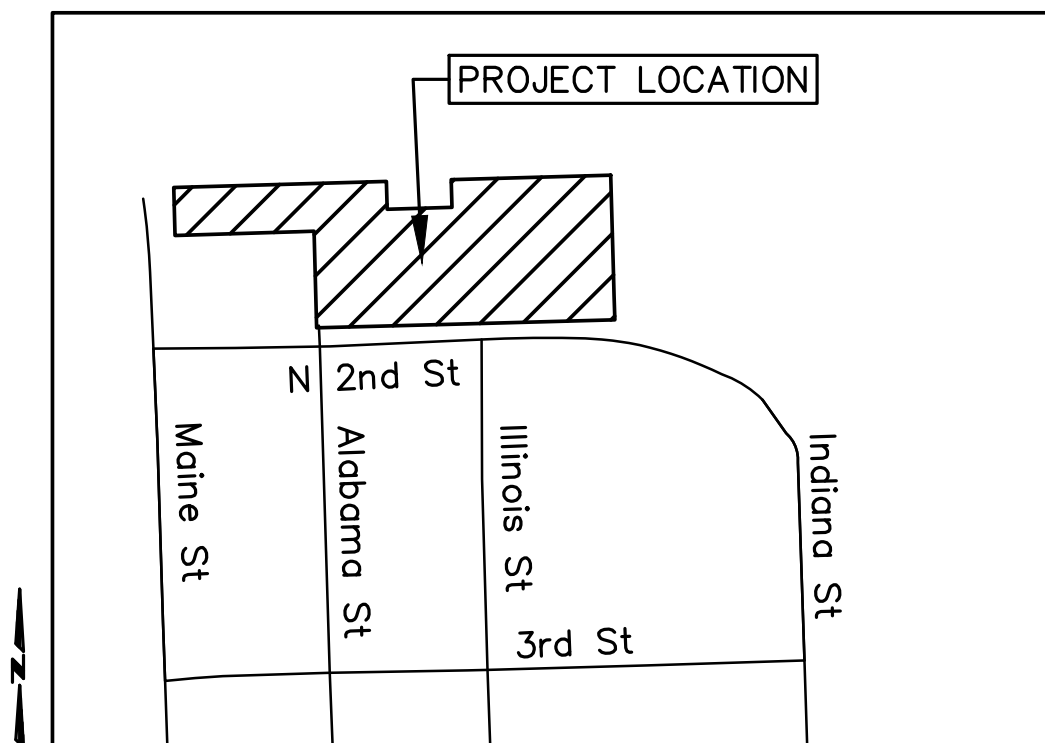 PROJECT LOCATION
N 2nd St
Maine St
Alabama St
Illinois St
Indiana St
3rd St
N